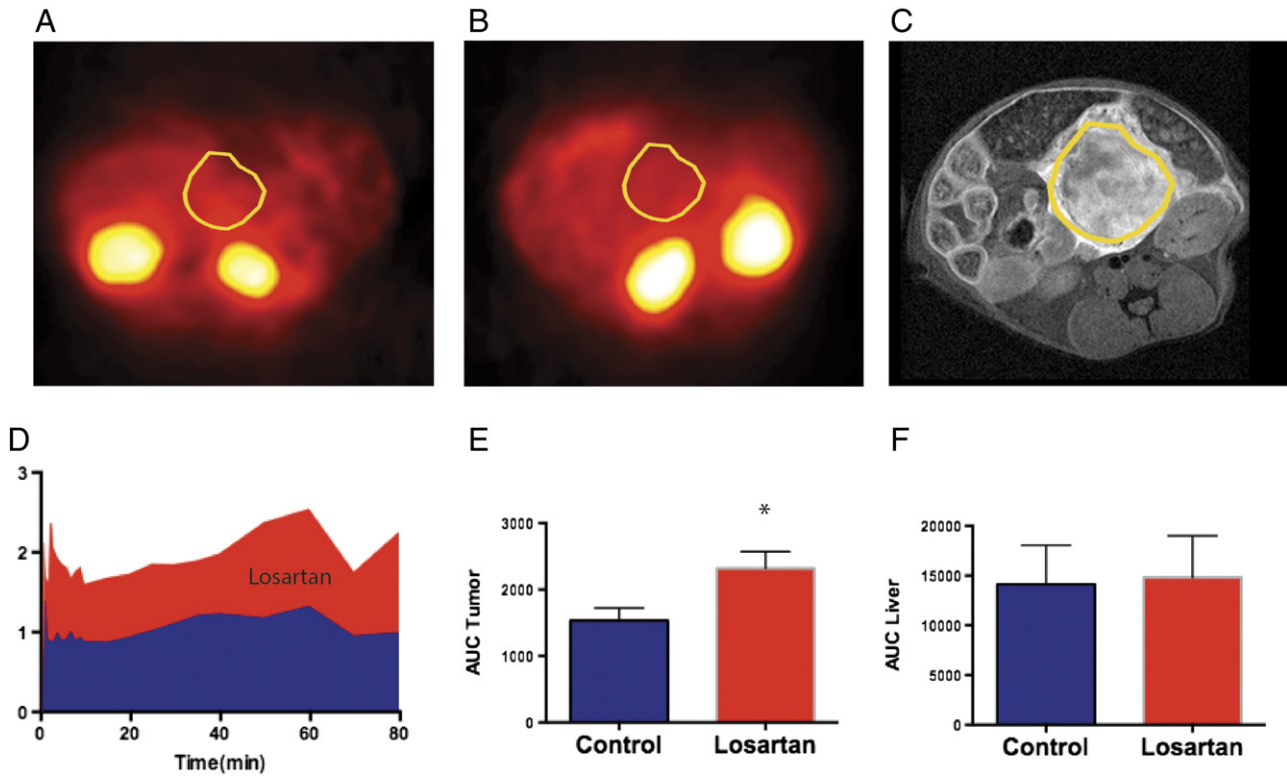 A
B
C
D
3
2
1
0
Losartan
0
20
40
60
80
Time(min)
E
AUC Tumor
3000
2000
1000
0
*
Control
Losartan
F
AUC Liver
20000
15000
10000
5000
0
Control
Losartan